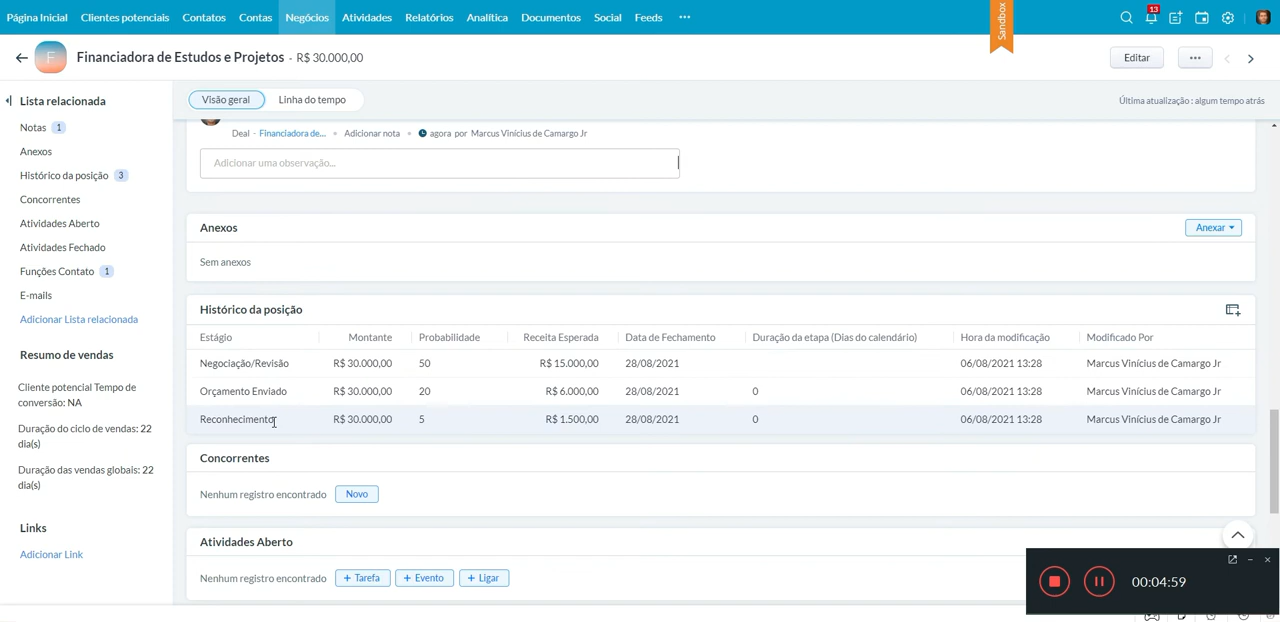 Página Inicial Clientes potenciais Contatos Contas Negócios Atividades Relatórios Analítica Documentos Social Feeds ••• 13
Sandbox
F Financiadora de Estudos e Projetos - R$ 30.000,00 Editar •••
Lista relacionada
Visão geral Linha do tempo Última atualização : algum tempo atrás
Notas 1
Anexos
Histórico da posição 3
Concorrentes
Atividades Aberto
Atividades Fechado
Funções Contato 1
E-mails
Adicionar Lista relacionada
Resumo de vendas
Cliente potencial Tempo de
conversão: NA
Duração do ciclo de vendas: 22
dia(s)
Duração das vendas globais: 22
dia(s)
Links
Adicionar Link
Deal - Financiadora de... • Adicionar nota • agora por Marcus Vinícius de Camargo Jr
Adicionar uma observação...
Anexos Anexar
Sem anexos
Histórico da posição
Estágio Montante Probabilidade Receita Esperada Data de Fechamento Duração da etapa (Dias do calendário) Hora da modificação Modificado Por
Negociação/Revisão R$ 30.000,00 50 R$ 15.000,00 28/08/2021 06/08/2021 13:28 Marcus Vinícius de Camargo Jr
Orçamento Enviado R$ 30.000,00 20 R$ 6.000,00 28/08/2021 0 06/08/2021 13:28 Marcus Vinícius de Camargo Jr
Reconhecimento R$ 30.000,00 5 R$ 1.500,00 28/08/2021 0 06/08/2021 13:28 Marcus Vinícius de Camargo Jr
Concorrentes
Nenhum registro encontrado Novo
Atividades Aberto
Nenhum registro encontrado + Tarefa + Evento + Ligar
00:04:59